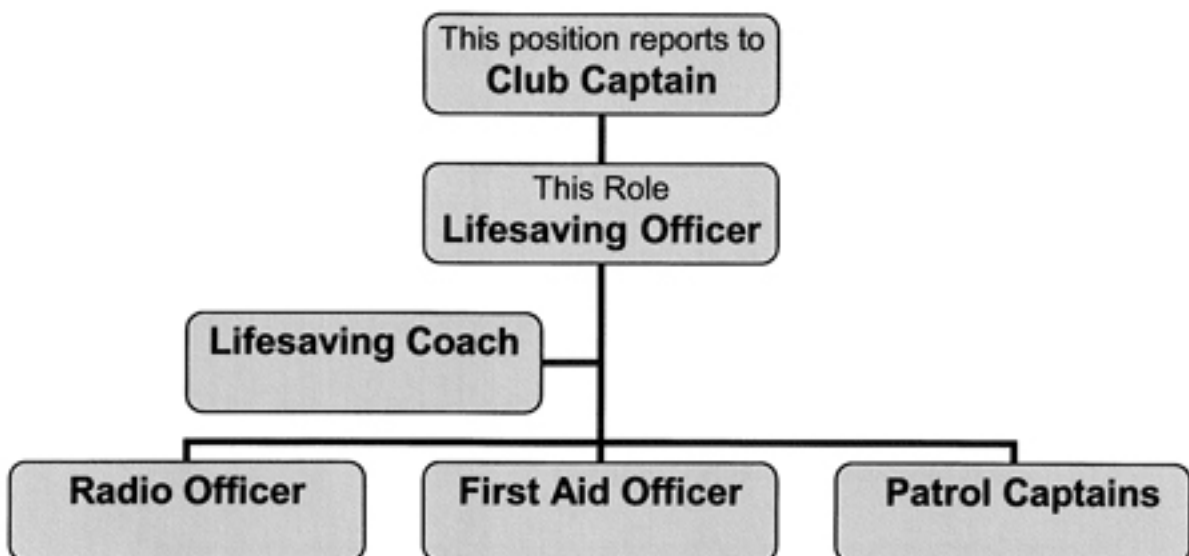 This position reports to
Club Captain
This Role
Lifesaving Officer
Lifesaving Coach
Radio Officer
First Aid Officer
Patrol Captains